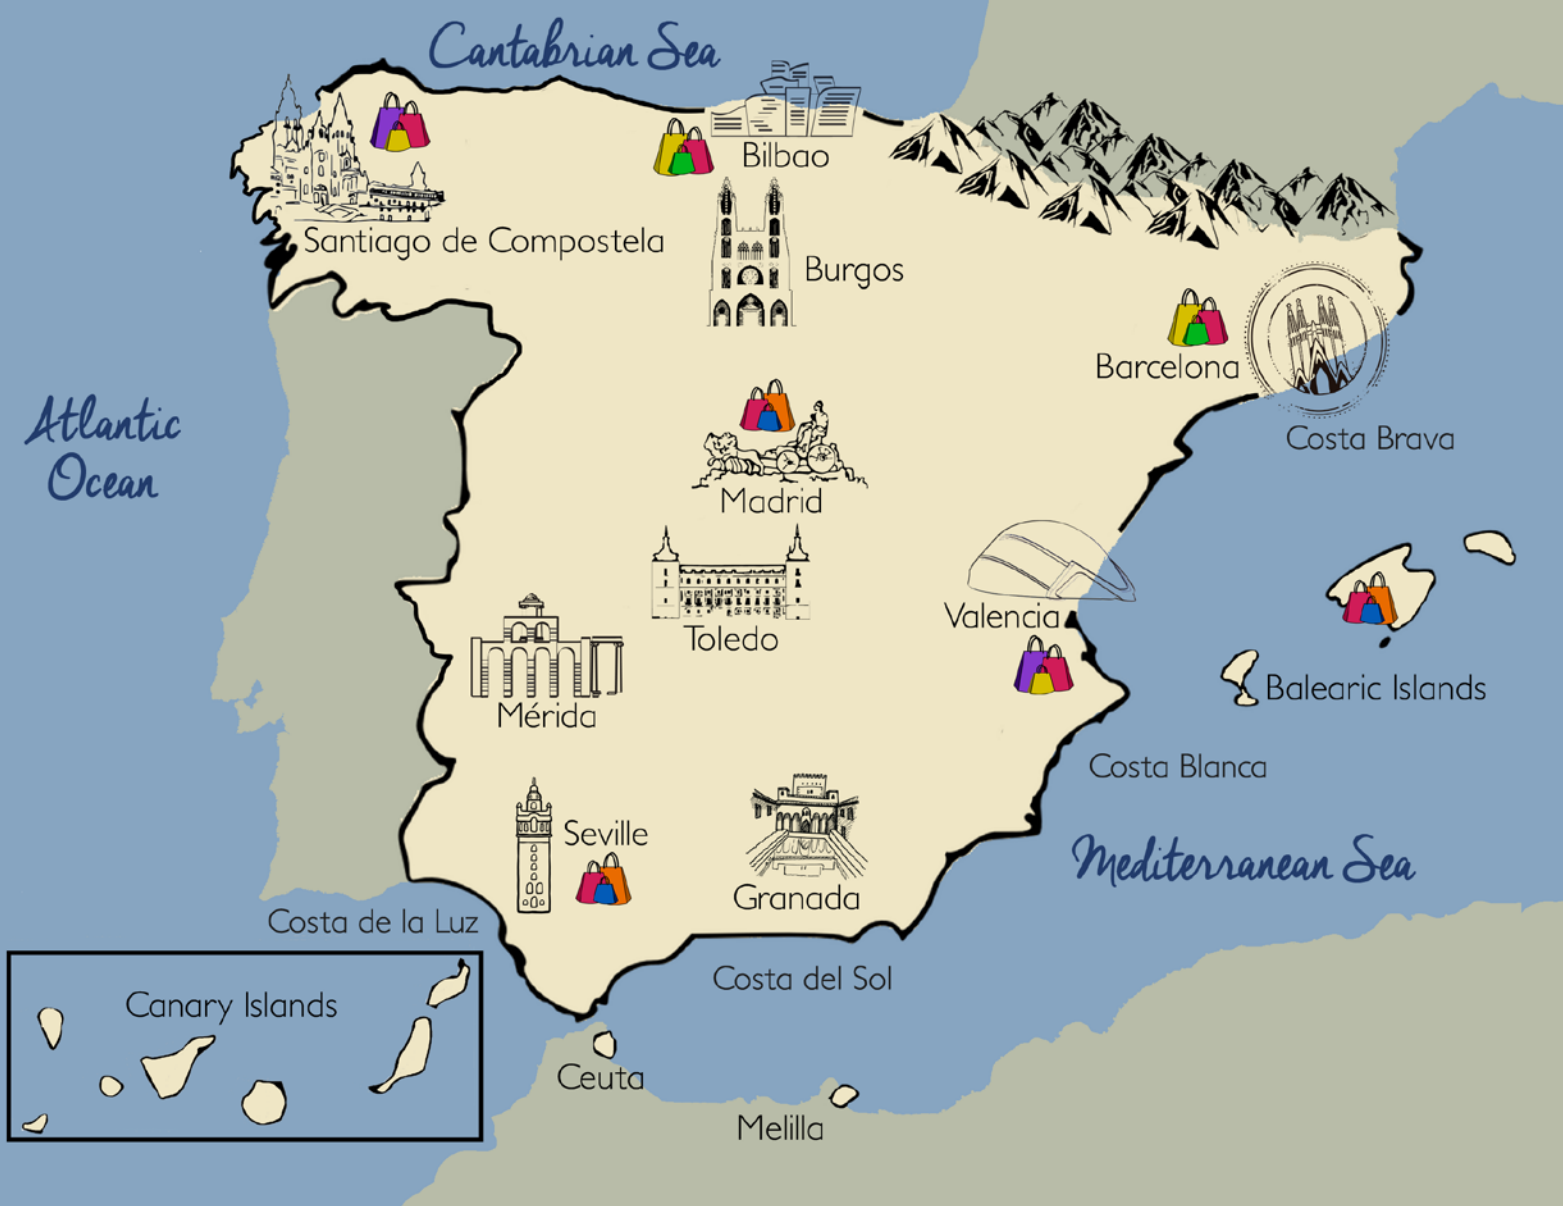 Cantabrian Sea
Bilbao
Santiago de Compostela
Burgos
Barcelona
Atlantic
Ocean
Costa Brava
Madrid
Valencia
Toledo
Balearic Islands
Mérida
Costa Blanca
Seville
Mediterranean Sea
Granada
Costa de la Luz
Costa del Sol
Canary Islands
Ceuta
Melilla